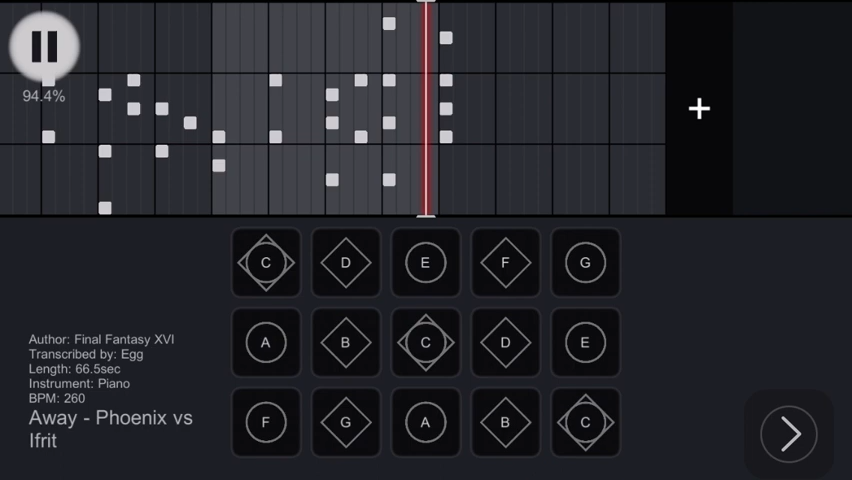 94.4%
C D E F G
A B C D E
F G A B C
Author: Final Fantasy XVI
Transcribed by: Egg
Length: 66.5sec
Instrument: Piano
BPM: 260
Away - Phoenix vs
Ifrit